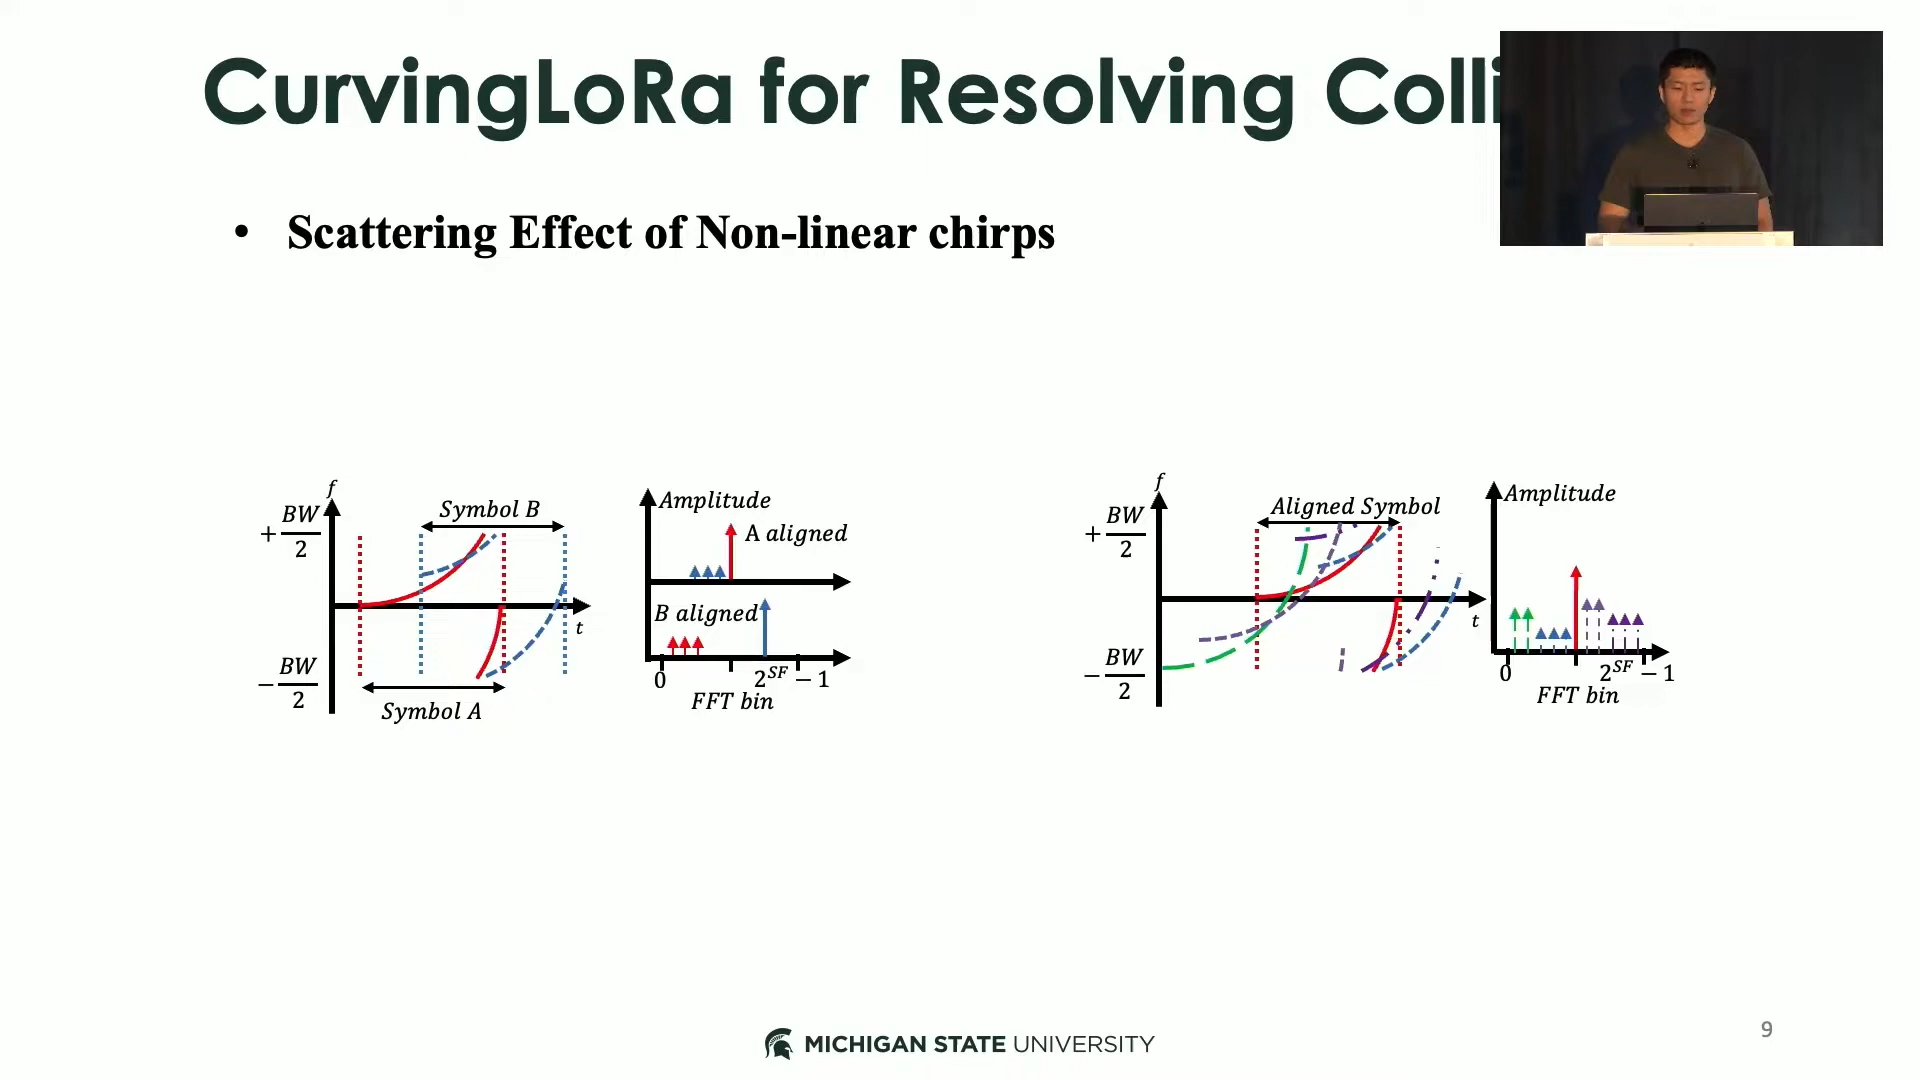 CurvingLoRa for Resolving Colli
• Scattering Effect of Non-linear chirps
f
+ BW/2
− BW/2
Symbol B
Symbol A
t
Amplitude
A aligned
B aligned
0
2^SF − 1
FFT bin
f
+ BW/2
− BW/2
Aligned Symbol
t
Amplitude
0
2^SF − 1
FFT bin
MICHIGAN STATE UNIVERSITY
9